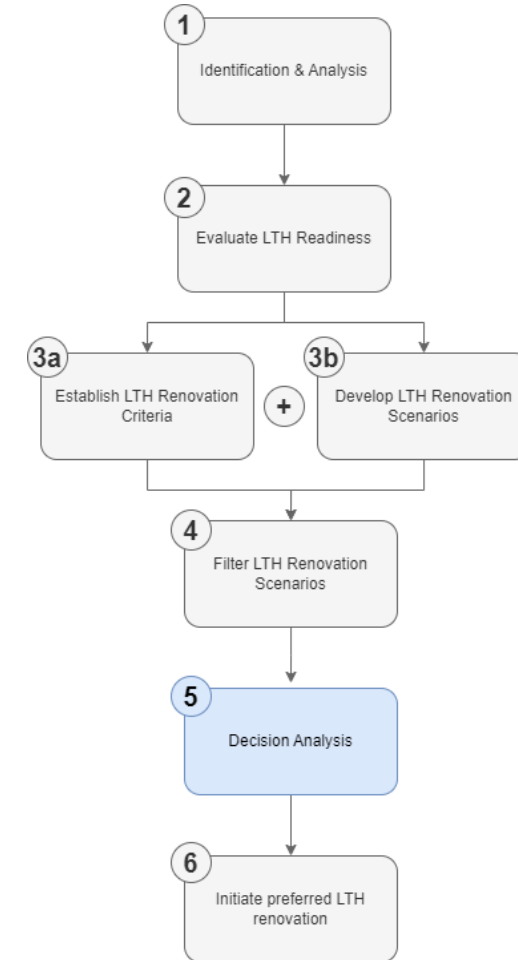 1
Identification & Analysis
2
Evaluate LTH Readiness
3a
Establish LTH Renovation
Criteria
+
3b
Develop LTH Renovation
Scenarios
4
Filter LTH Renovation
Scenarios
5
Decision Analysis
6
Initiate preferred LTH
renovation